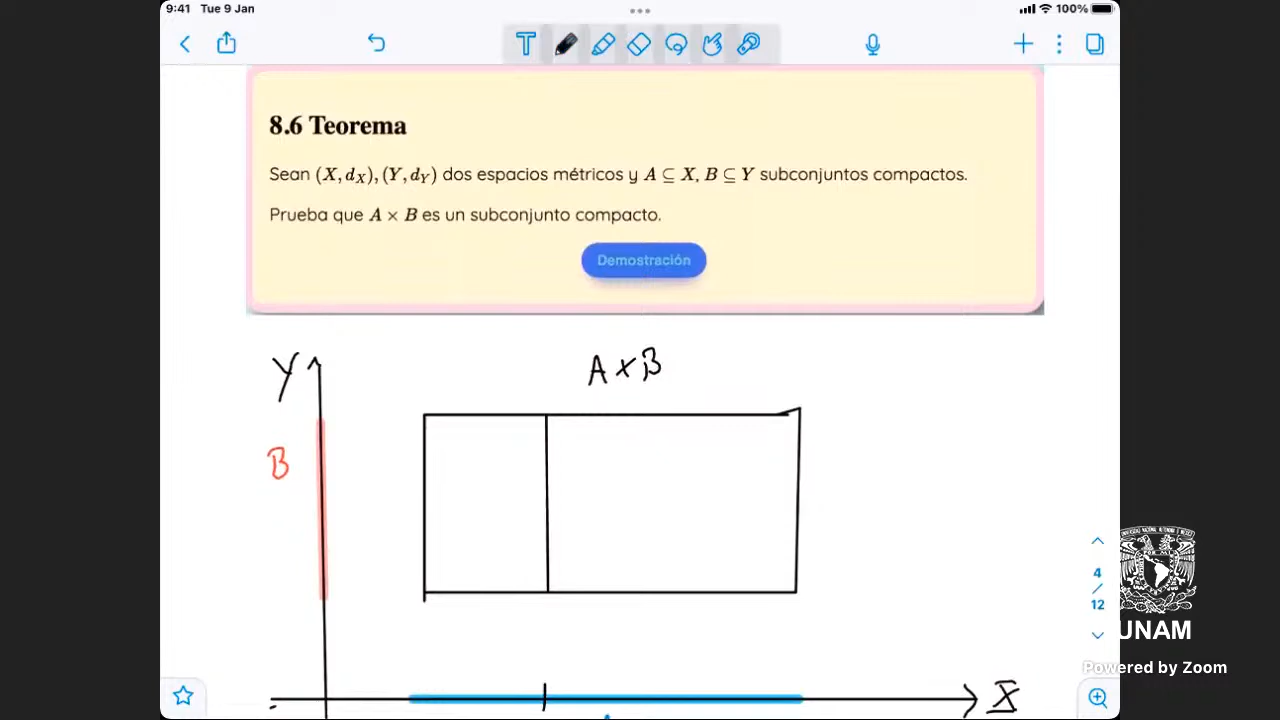 9:41 Tue 9 Jan
100%
8.6 Teorema
Sean (X, d_X), (Y, d_Y) dos espacios métricos y A ⊆ X, B ⊆ Y subconjuntos compactos.
Prueba que A × B es un subconjunto compacto.
Demostración
Y
A × B
B
X
4
/
12
UNAM
Powered by Zoom